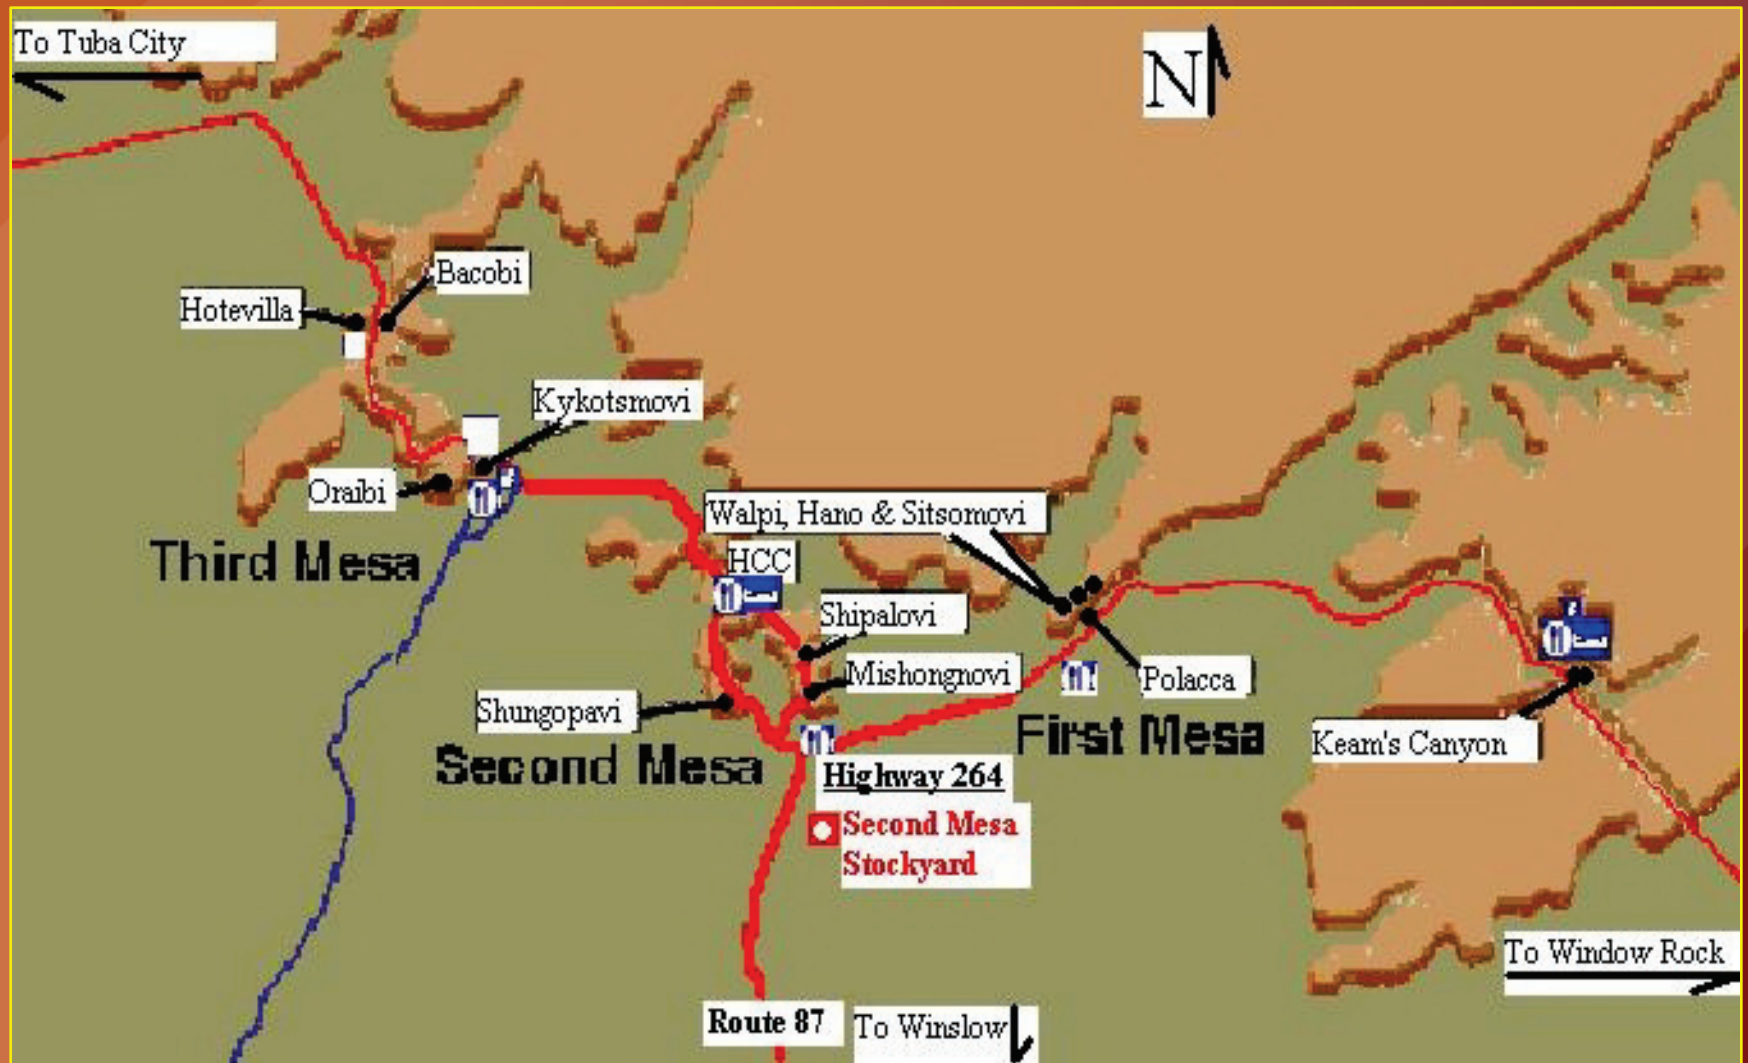 To Tuba City
N
Bacobi
Hotevilla
Kykotsmovi
Oraibi
Walpi, Hano & Sitsomovi
Third Mesa
HCC
Shipalovi
Mishongnovi
Polacca
Shungopavi
First Mesa
Keam's Canyon
Second Mesa
Highway 264
Second Mesa
Stockyard
To Window Rock
Route 87
To Winslow